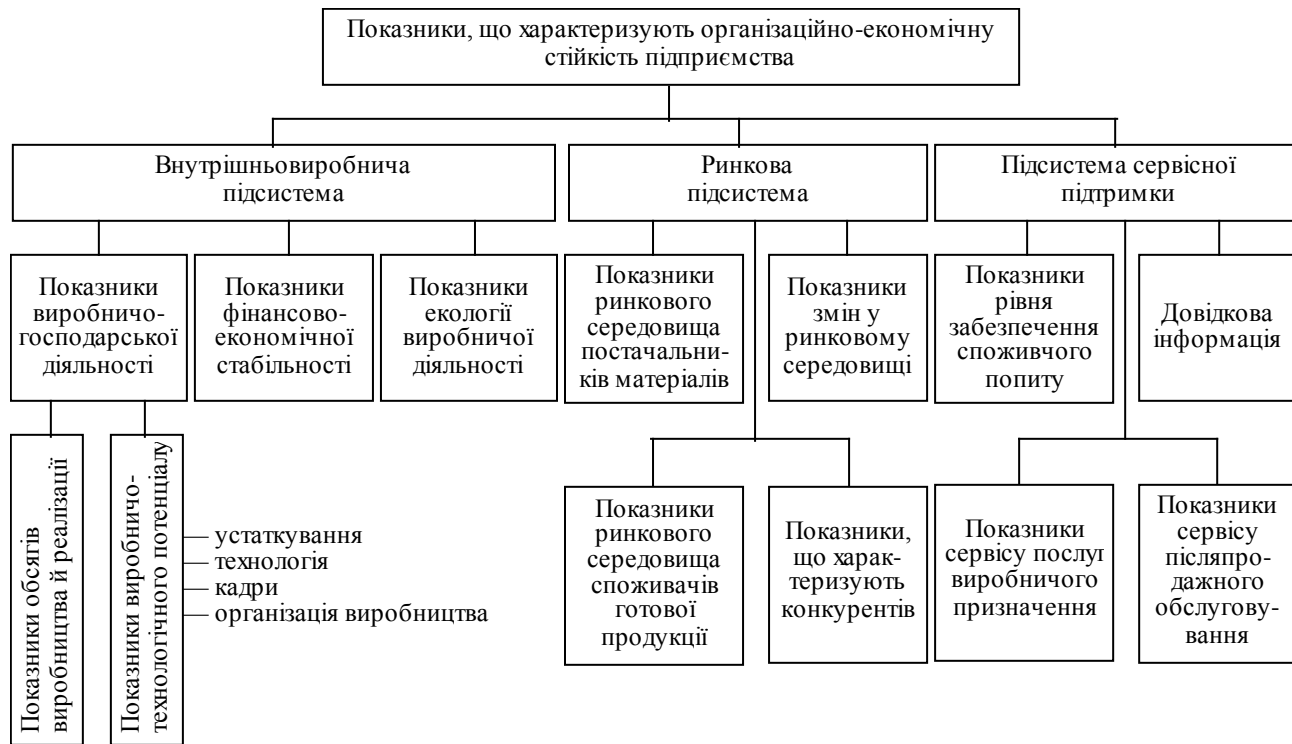 Показники, що характеризують організаційно-економічну
стійкість підприємства
Внутрішньовиробнича
підсистема
Ринкова
підсистема
Підсистема сервісної
підтримки
Показники
виробничо-
господарської
діяльності
Показники
фінансово-
економічної
стабільності
Показники
екології
виробничої
діяльності
Показники
ринкового
середовища
постачальни-
ків матеріалів
Показники
змін у
ринковому
середовищі
Показники
рівня
забезпечення
споживчого
попиту
Довідкова
інформація
Показники обсягів
виробництва й реалізації
Показники виробничо-
технологічного потенціалу
устаткування
технологія
кадри
організація виробництва
Показники
ринкового
середовища
споживачів
готової
продукції
Показники,
що харак-
теризують
конкурентів
Показники
сервісу послуг
виробничого
призначення
Показники
сервісу
післяпро-
дажного
обслугову-
вання